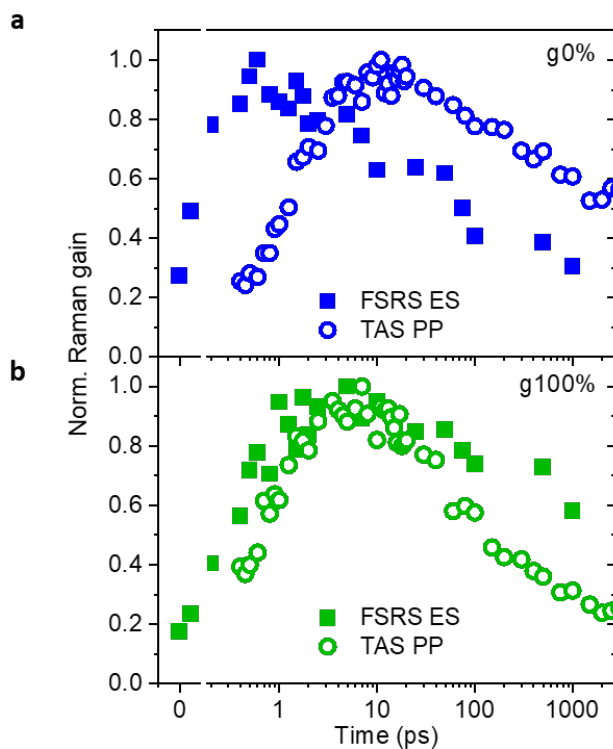 a
g0%
1.0
0.8
0.6
0.4
0.2
0.0
FSRS ES
TAS PP
Norm. Raman gain
b
g100%
1.0
0.8
0.6
0.4
0.2
0.0
FSRS ES
TAS PP
0 1 10 100 1000
Time (ps)